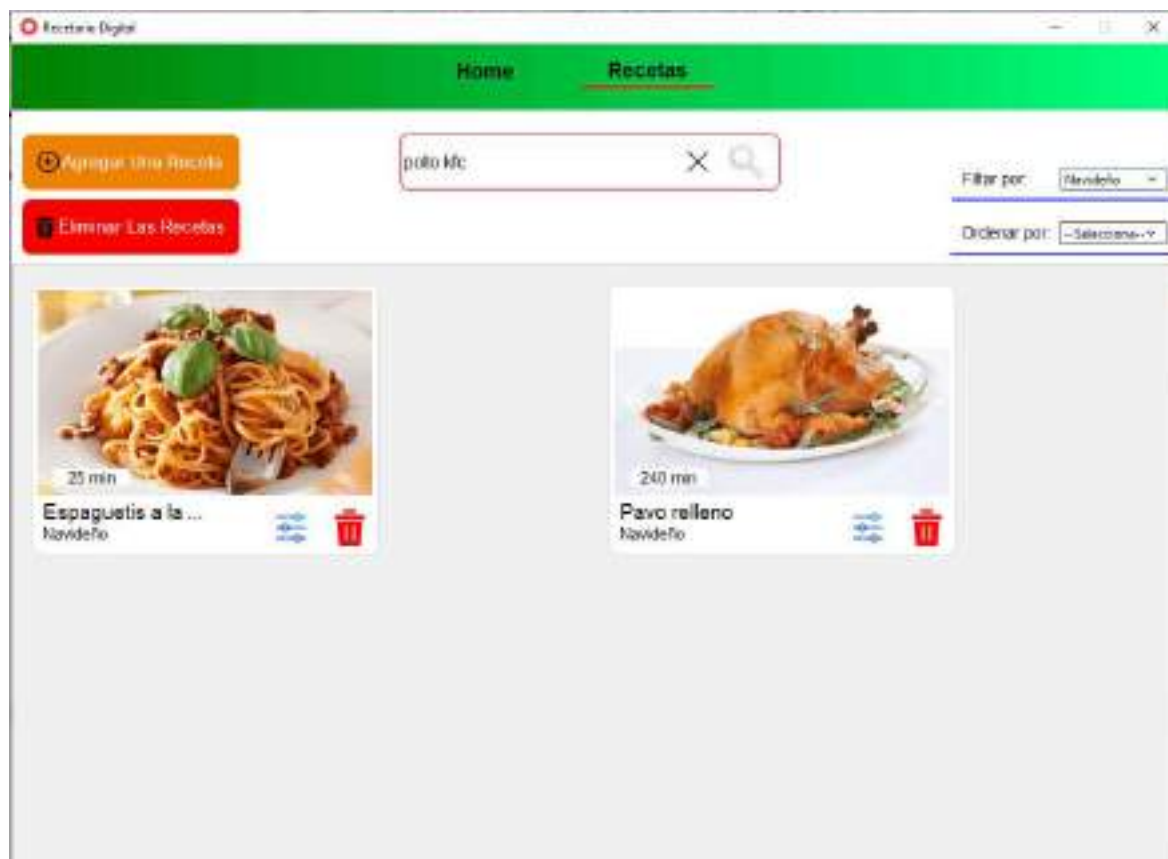 Recetario Digital
Home
Recetas
Agregar Una Receta
pollo kfc
Filtar por:
Navideño
Eliminar Las Recetas
Ordenar por:
--Selecciona--
25 min
240 min
Espaguetis a la ...
Navideño
Pavo relleno
Navideño